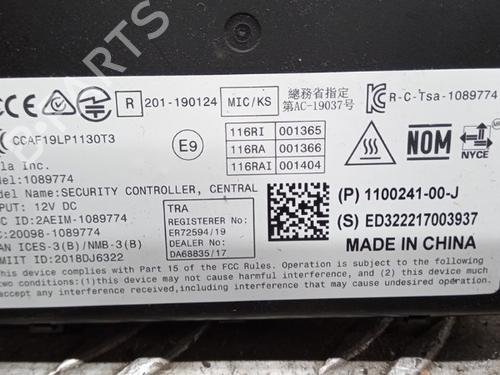 CE
R 201-190124
MIC/KS
總務省指定
第AC-19037号
R-C-Tsa-1089774
CCAF19LP1130T3
E9
116RI 001365
116RA 001366
116RAI 001404
NOM
NYCE
la Inc.
1089774
Model Name:SECURITY CONTROLLER, CENTRAL
PUT: 12V DC
C ID:2AEIM-1089774
C:20098-1089774
AN ICES-3(B)/NMB-3(B)
MIIT ID:2018DJ6322
TRA
REGISTERER No:
ER72594/19
DEALER No:
DA68835/17
(P) 1100241-00-J
(S) ED322217003937
MADE IN CHINA
This device complies with Part 15 of the FCC Rules. Operation is subject to the following
two conditions:(1)this device may not cause harmful interference, and (2) this device must
accept any interference received, including interference that may cause undesired operation.
B-PARTS